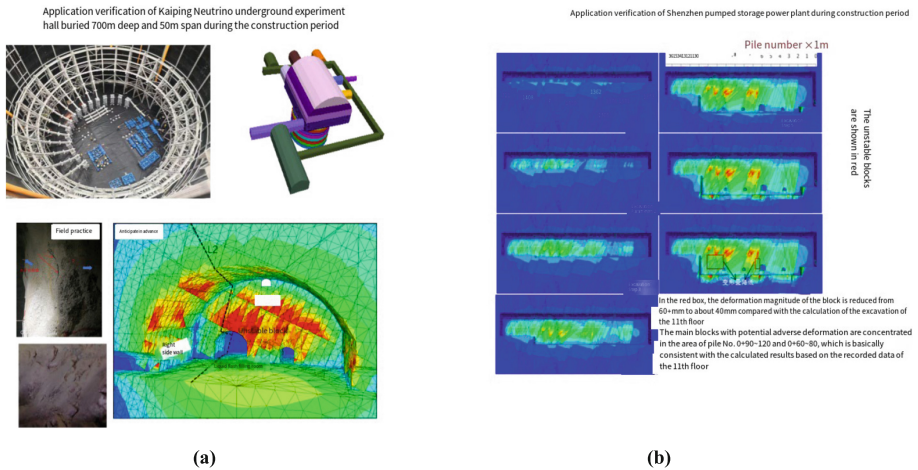 Application verification of Kaiping Neutrino underground experiment
hall buried 700m deep and 50m span during the construction period
Field practice
Anticipate in advance
L2
Unstable block
Right
side wall
(a)
Application verification of Shenzhen pumped storage power plant during construction period
Pile number ×1m
The unstable blocks
are shown in red
In the red box, the deformation magnitude of the block is reduced from
60+mm to about 40mm compared with the calculation of the excavation of
the 11th floor
The main blocks with potential adverse deformation are concentrated
in the area of pile No. 0+90~120 and 0+60~80, which is basically
consistent with the calculated results based on the recorded data of
the 11th floor
(b)